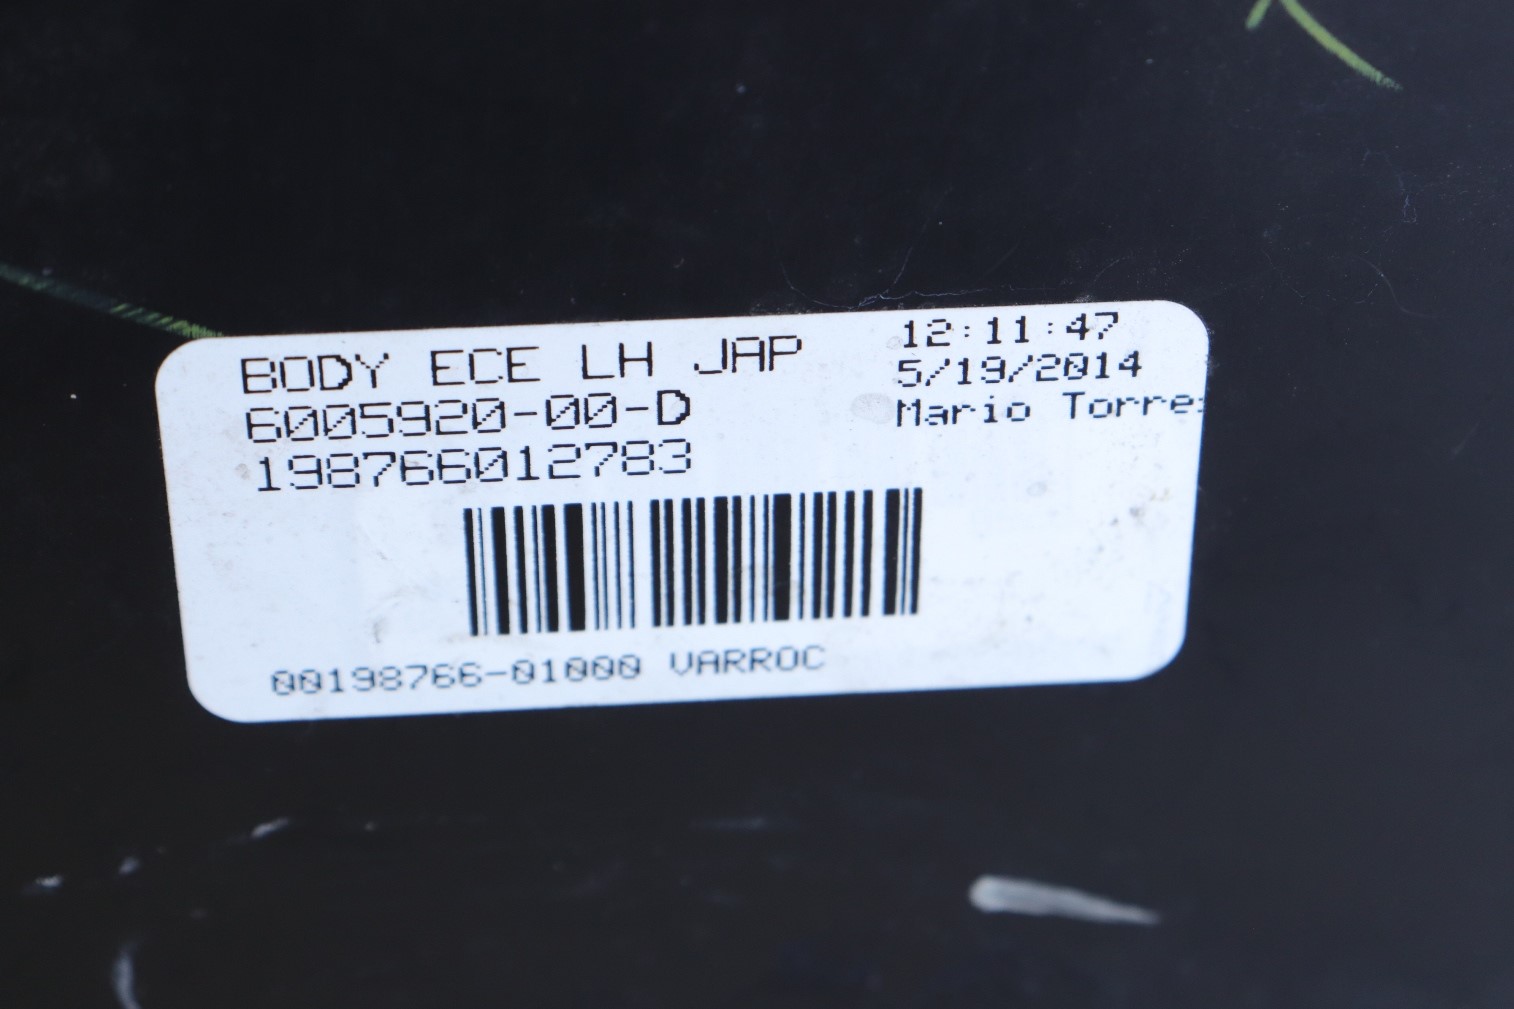 BODY ECE LH JAP
6005920-00-D
198766012783
12:11:47
5/19/2014
Mario Torre
00198766-01000 VARROC